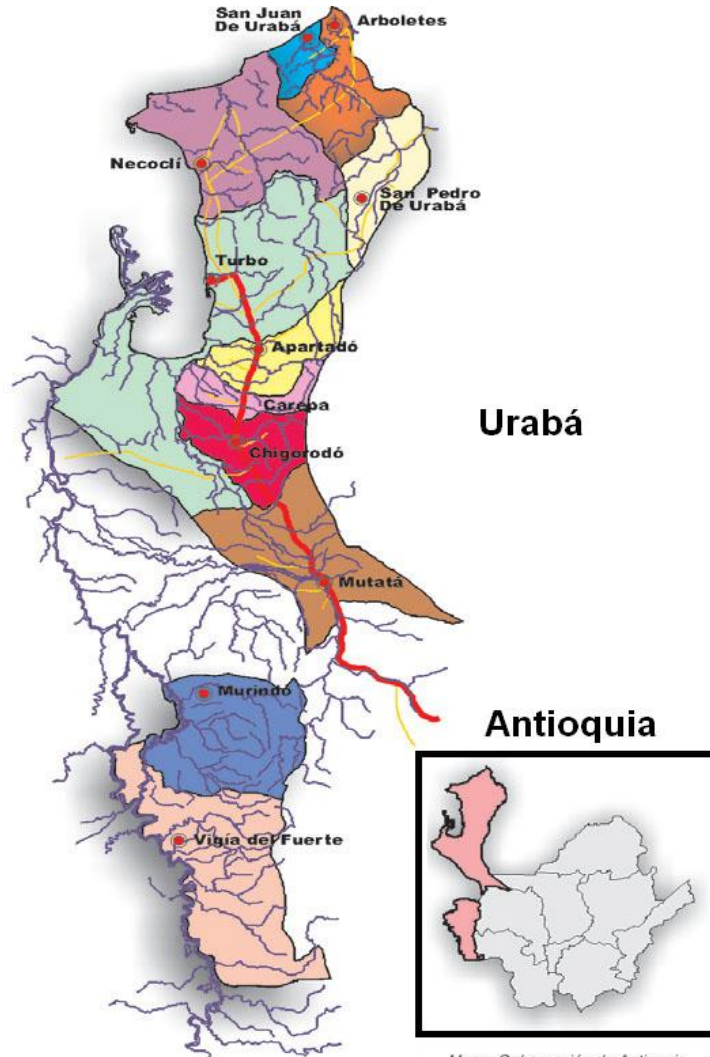 San Juan
De Urabá
Arboletes
Necoclí
San Pedro
De Urabá
Turbo
Apartadó
Carepa
Chigorodó
Urabá
Mutatá
Murindó
Antioquia
Vigía del Fuerte